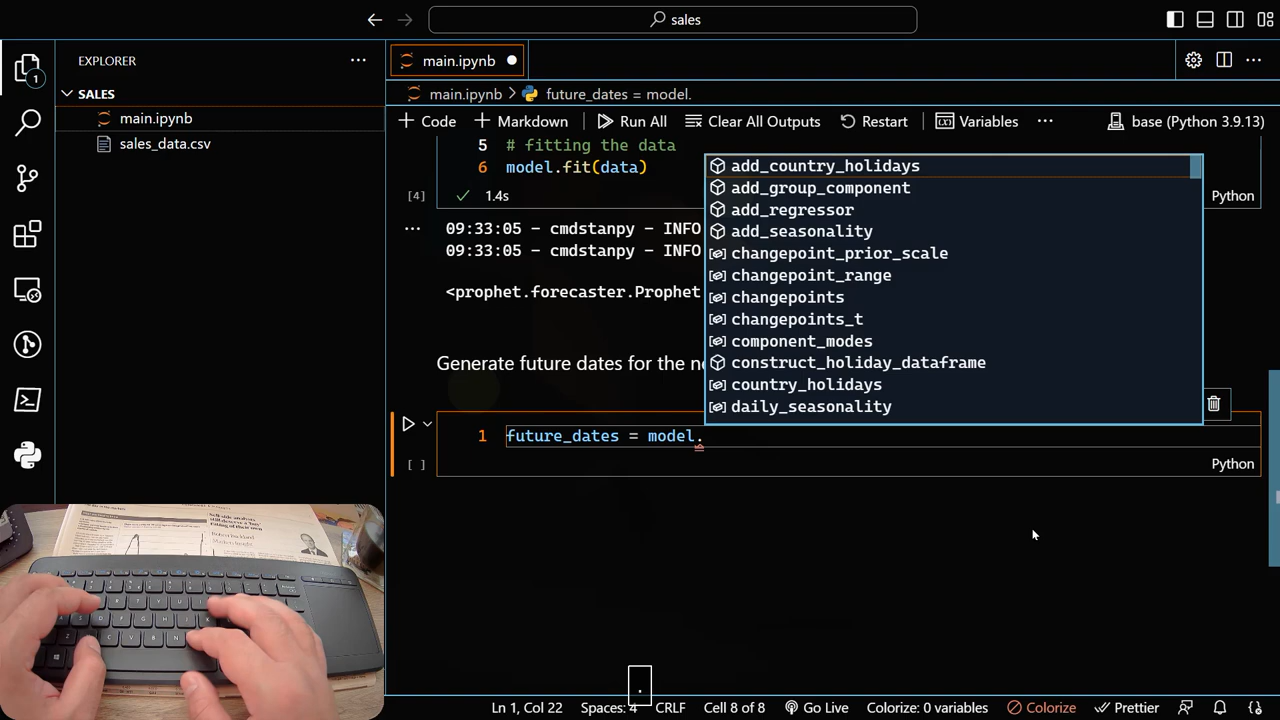 sales
EXPLORER
1
SALES
main.ipynb
sales_data.csv
main.ipynb
main.ipynb
future_dates = model.
Code
Markdown
Run All
Clear All Outputs
Restart
Variables
base (Python 3.9.13)
5 # fitting the data
6 model.fit(data)
[4]
1.4s
Python
09:33:05 - cmdstanpy - INFO
09:33:05 - cmdstanpy - INFO
<prophet.forecaster.Prophet
add_country_holidays
add_group_component
add_regressor
add_seasonality
changepoint_prior_scale
changepoint_range
changepoints
changepoints_t
component_modes
construct_holiday_dataframe
country_holidays
daily_seasonality
Generate future dates for the
1 future_dates = model.
[ ]
Python
.
Ln 1, Col 22
Spaces: 4
CRLF
Cell 8 of 8
Go Live
Colorize: 0 variables
Colorize
Prettier